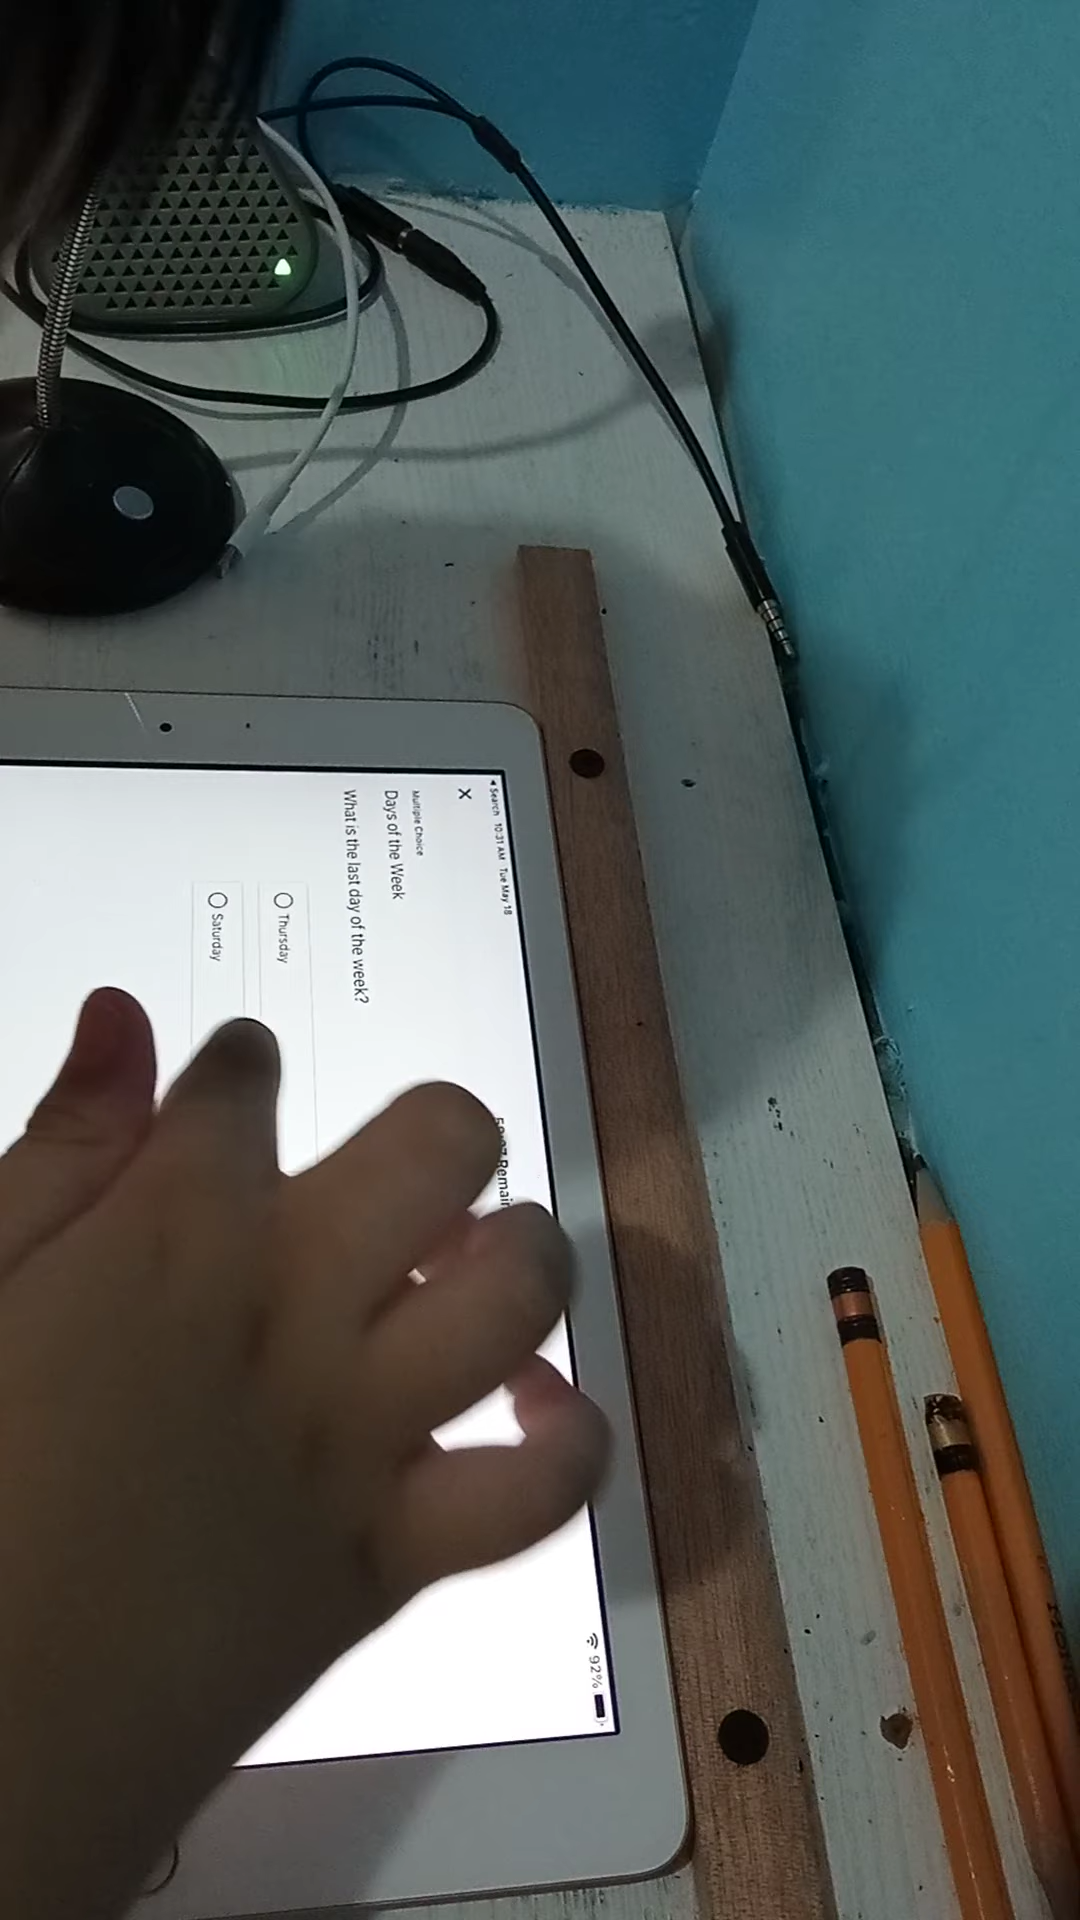 ◀ Search 10:31 AM Tue May 18
92%
Multiple Choice
Days of the Week
What is the last day of the week?
Thursday
Saturday